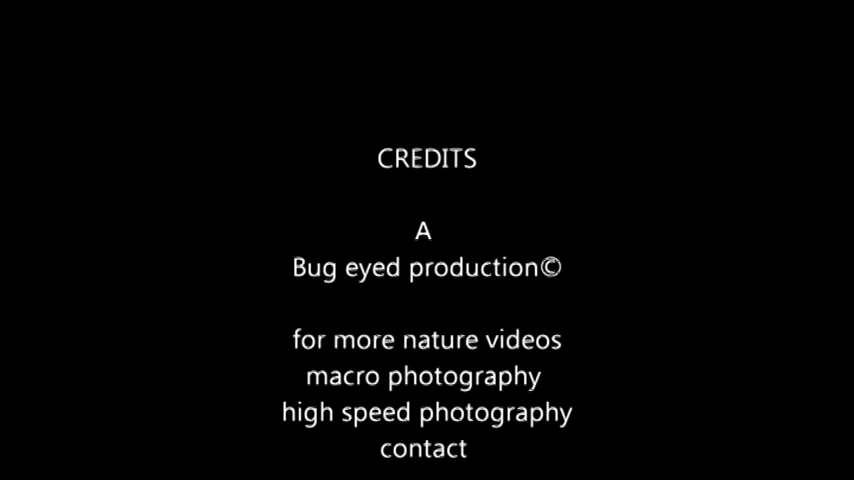 CREDITS
A
Bug eyed production©
for more nature videos
macro photography
high speed photography
contact